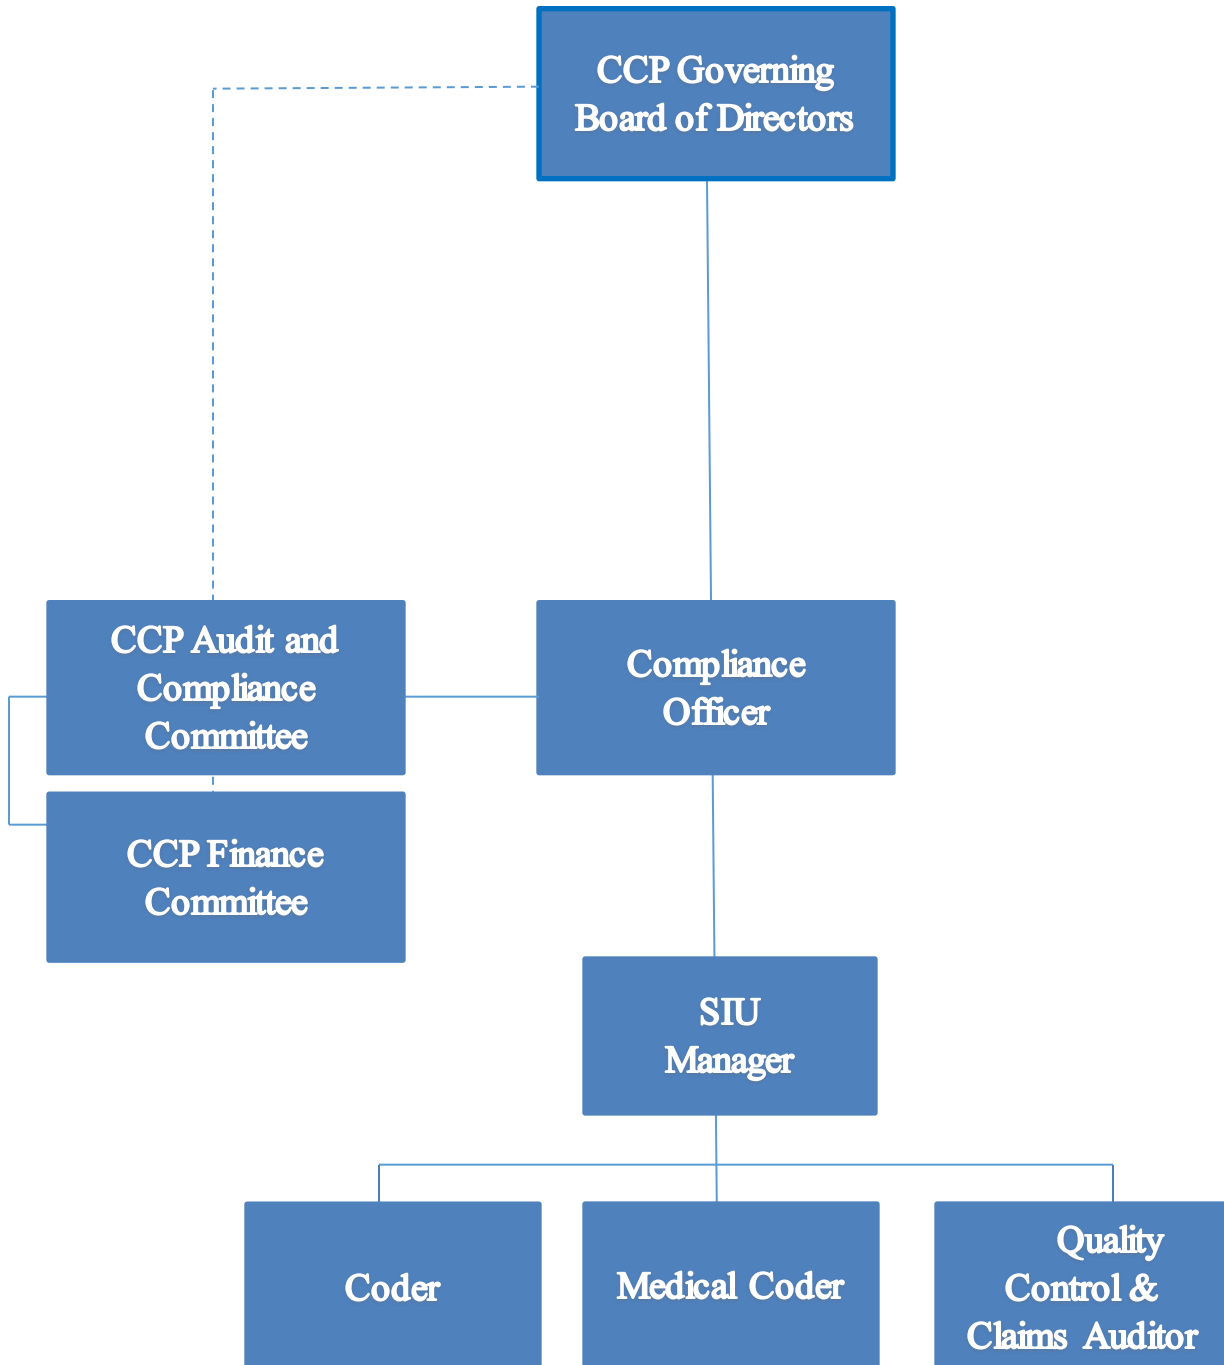 CCP Governing
Board of Directors
CCP Audit and
Compliance
Committee
Compliance
Officer
CCP Finance
Committee
SIU
Manager
Coder
Medical Coder
Quality
Control &
Claims Auditor